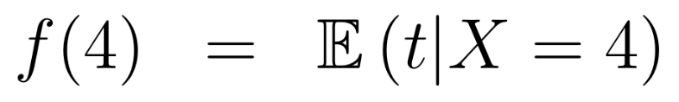 f(4) = 𝔼(t|X = 4)